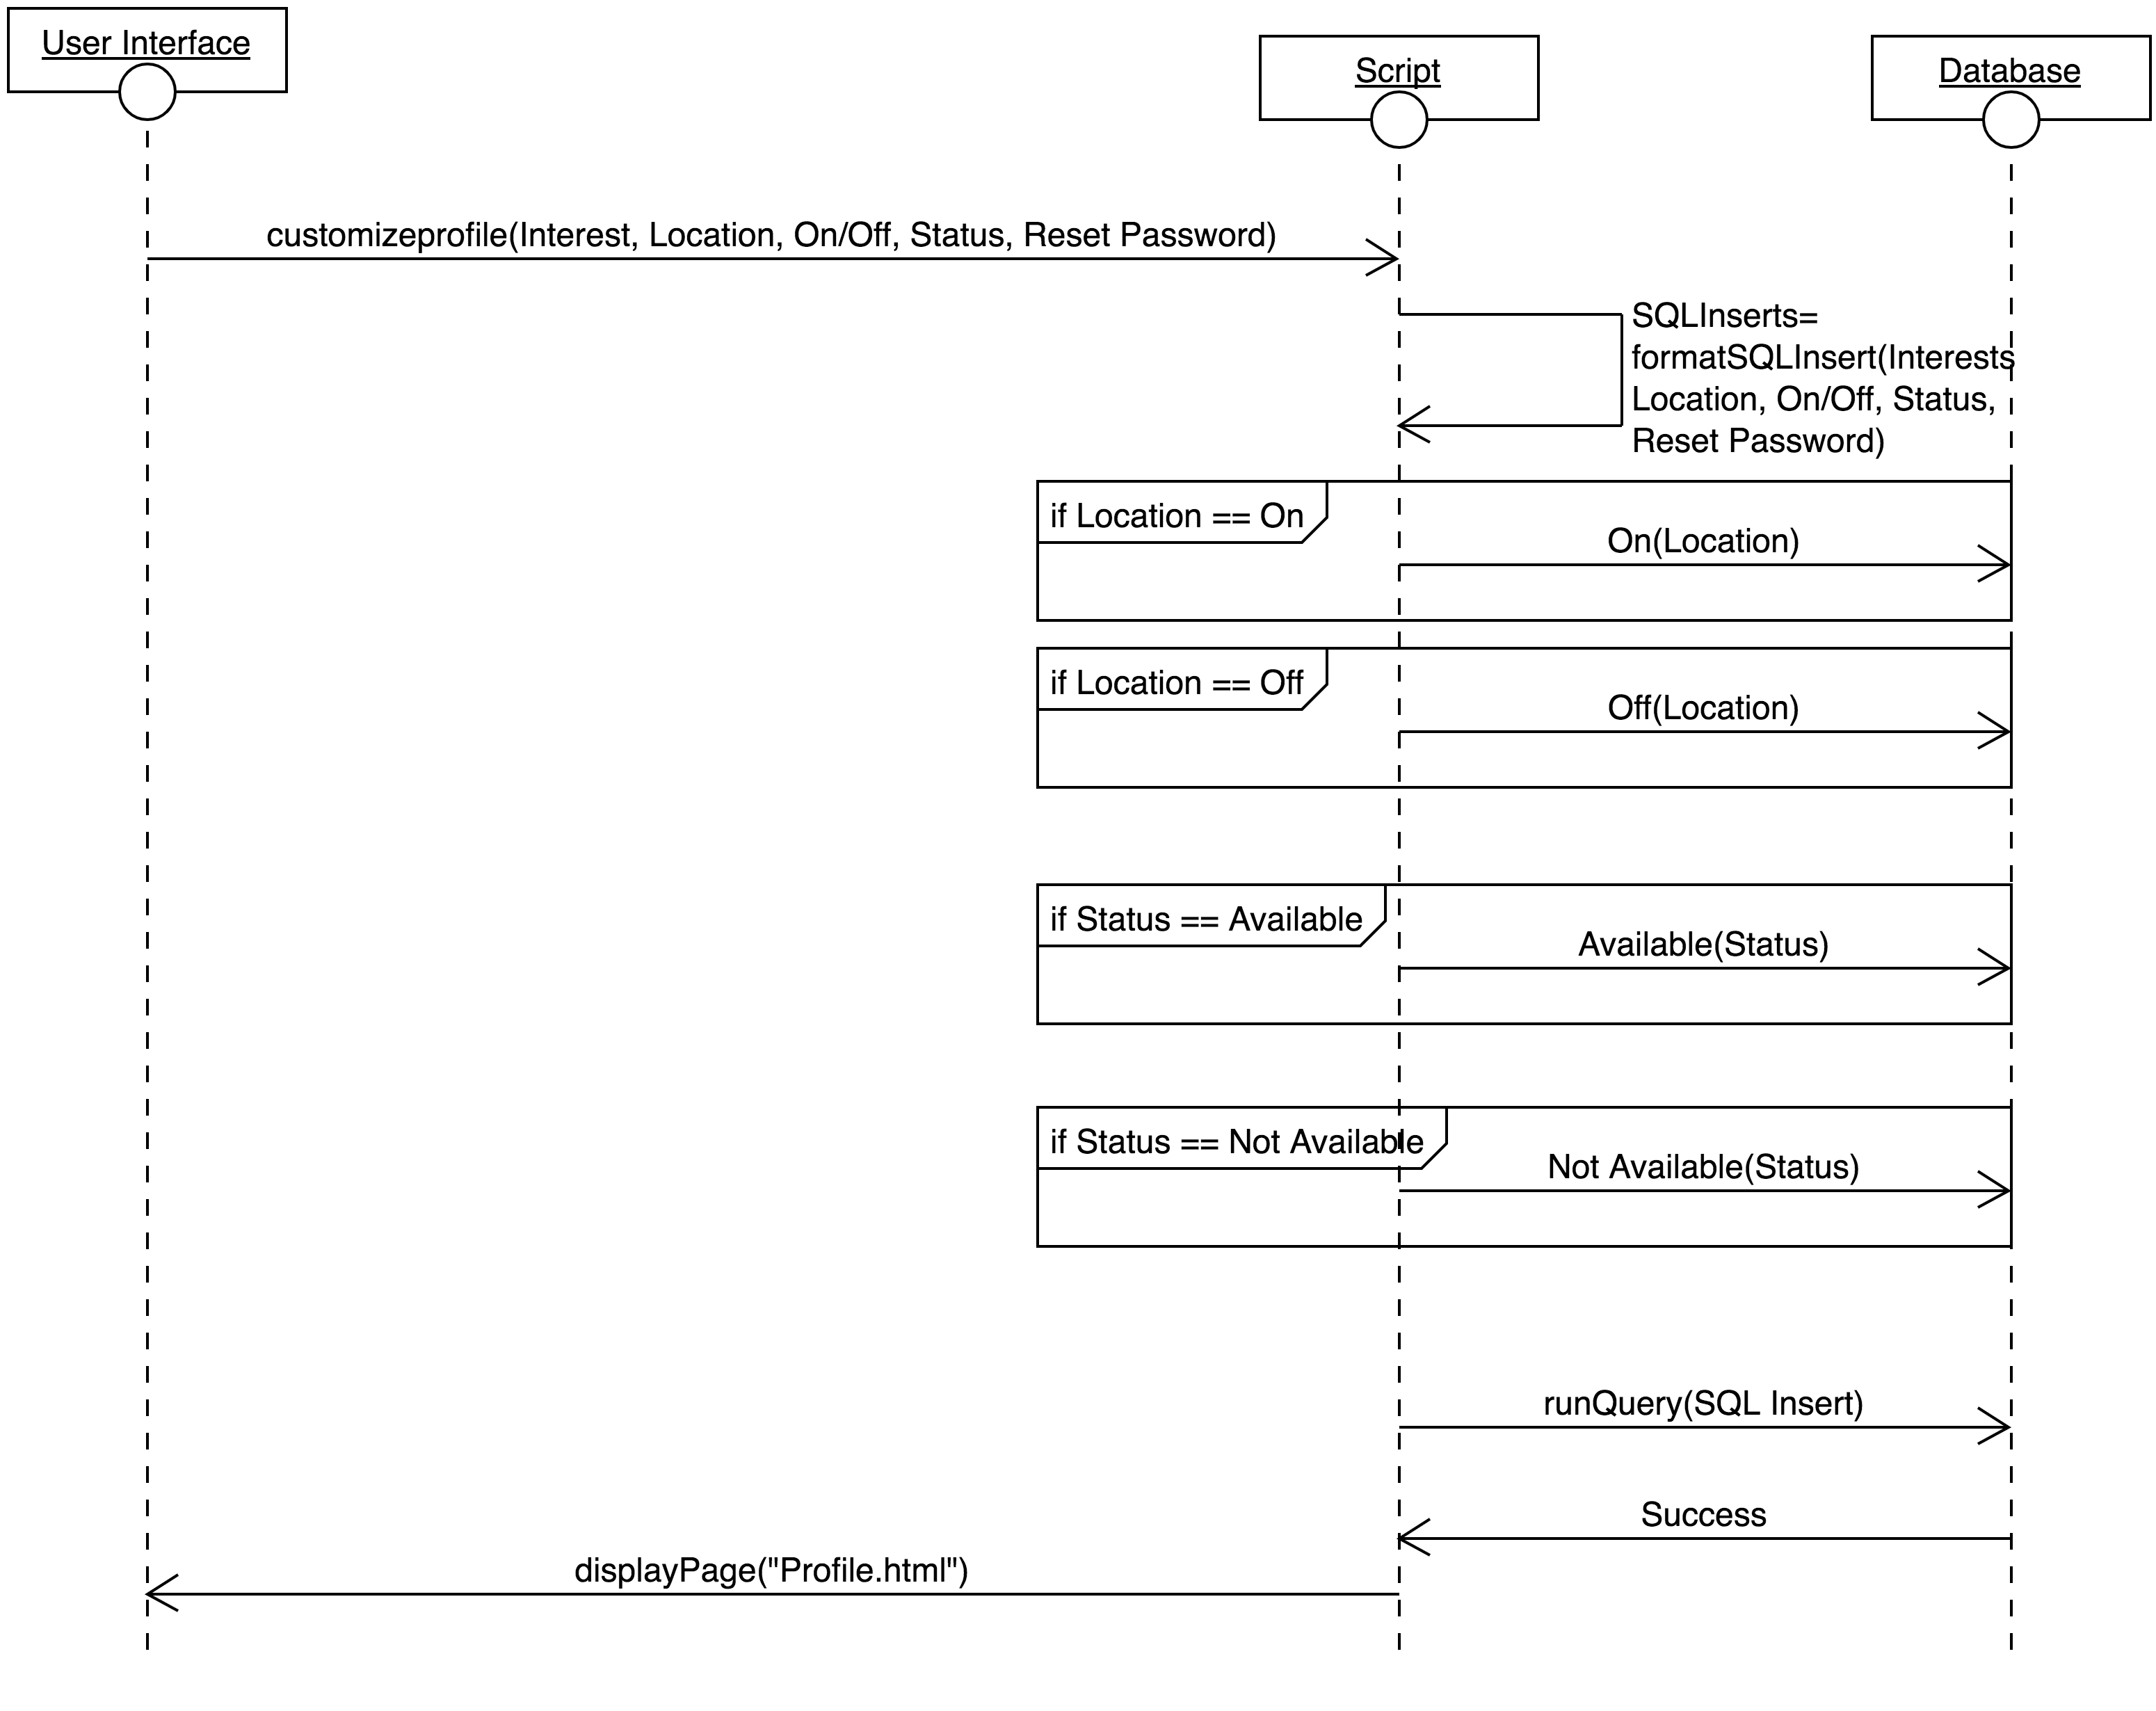 User Interface
Script
Database
customizeprofile(Interest, Location, On/Off, Status, Reset Password)
SQLInserts=
formatSQLInsert(Interests
Location, On/Off, Status,
Reset Password)
if Location == On
On(Location)
if Location == Off
Off(Location)
if Status == Available
Available(Status)
if Status == Not Available
Not Available(Status)
runQuery(SQL Insert)
Success
displayPage("Profile.html")